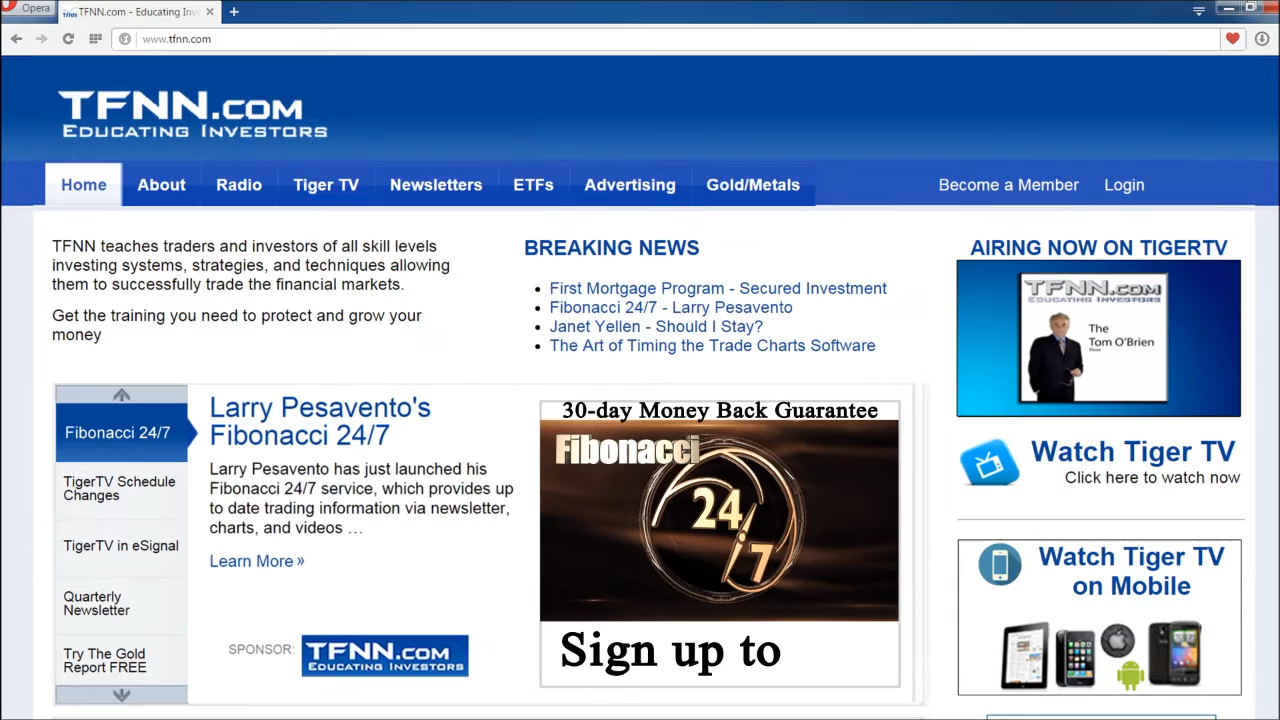 Opera
TFNN.com - Educating Inv
www.tfnn.com
TFNN.com
Educating Investors
Home
About
Radio
Tiger TV
Newsletters
ETFs
Advertising
Gold/Metals
Become a Member
Login
TFNN teaches traders and investors of all skill levels
investing systems, strategies, and techniques allowing
them to successfully trade the financial markets.
Get the training you need to protect and grow your
money
BREAKING NEWS
First Mortgage Program - Secured Investment
Fibonacci 24/7 - Larry Pesavento
Janet Yellen - Should I Stay?
The Art of Timing the Trade Charts Software
AIRING NOW ON TIGERTV
TFNN.com
Educating Investors
The
Tom O'Brien
Show
Watch Tiger TV
Click here to watch now
Watch Tiger TV
on Mobile
Fibonacci 24/7
TigerTV Schedule
Changes
TigerTV in eSignal
Quarterly
Newsletter
Try The Gold
Report FREE
Larry Pesavento's
Fibonacci 24/7
Larry Pesavento has just launched his
Fibonacci 24/7 service, which provides up
to date trading information via newsletter,
charts, and videos …
Learn More »
SPONSOR:
TFNN.com
Educating Investors
30-day Money Back Guarantee
Fibonacci
24
7
Sign up to